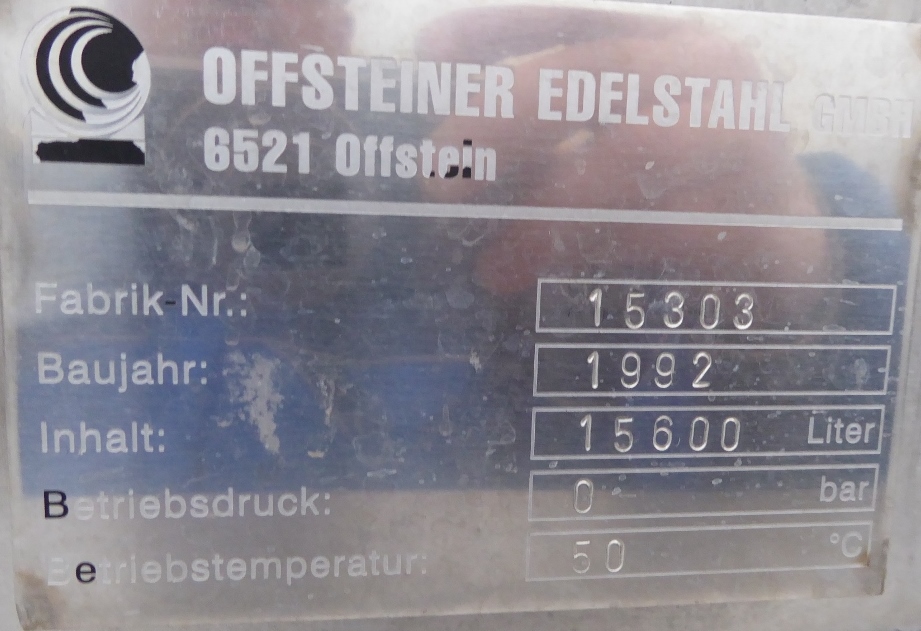 OFFSTEINER EDELSTAHL GMBH
6521 Offstein
Fabrik-Nr.: 15303
Baujahr: 1992
Inhalt: 15600 Liter
Betriebsdruck: 0 bar
Betriebstemperatur: 50 °C